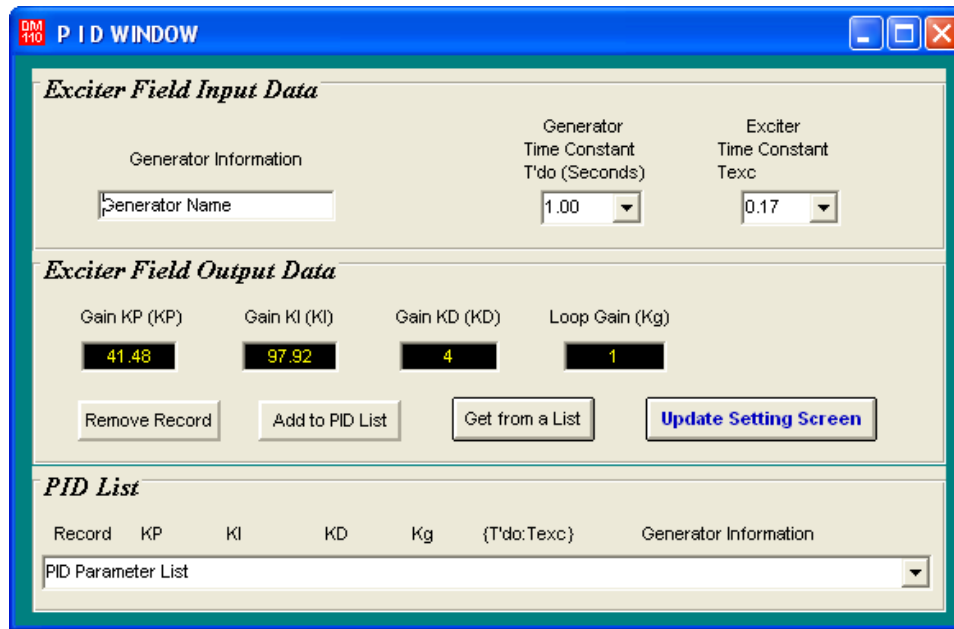 DM
110
P I D WINDOW
Exciter Field Input Data
Generator Information
Generator
Time Constant
T'do (Seconds)
Exciter
Time Constant
Texc
Generator Name
1.00
0.17
Exciter Field Output Data
Gain KP (KP)
Gain KI (KI)
Gain KD (KD)
Loop Gain (Kg)
41.48
97.92
4
1
Remove Record
Add to PID List
Get from a List
Update Setting Screen
PID List
Record KP KI KD Kg {T'do:Texc} Generator Information
PID Parameter List